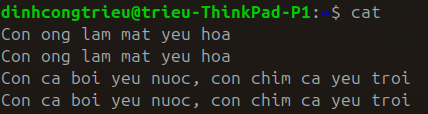 dinhcongtrieu@trieu-ThinkPad-P1:~$ cat
Con ong lam mat yeu hoa
Con ong lam mat yeu hoa
Con ca boi yeu nuoc, con chim ca yeu troi
Con ca boi yeu nuoc, con chim ca yeu troi